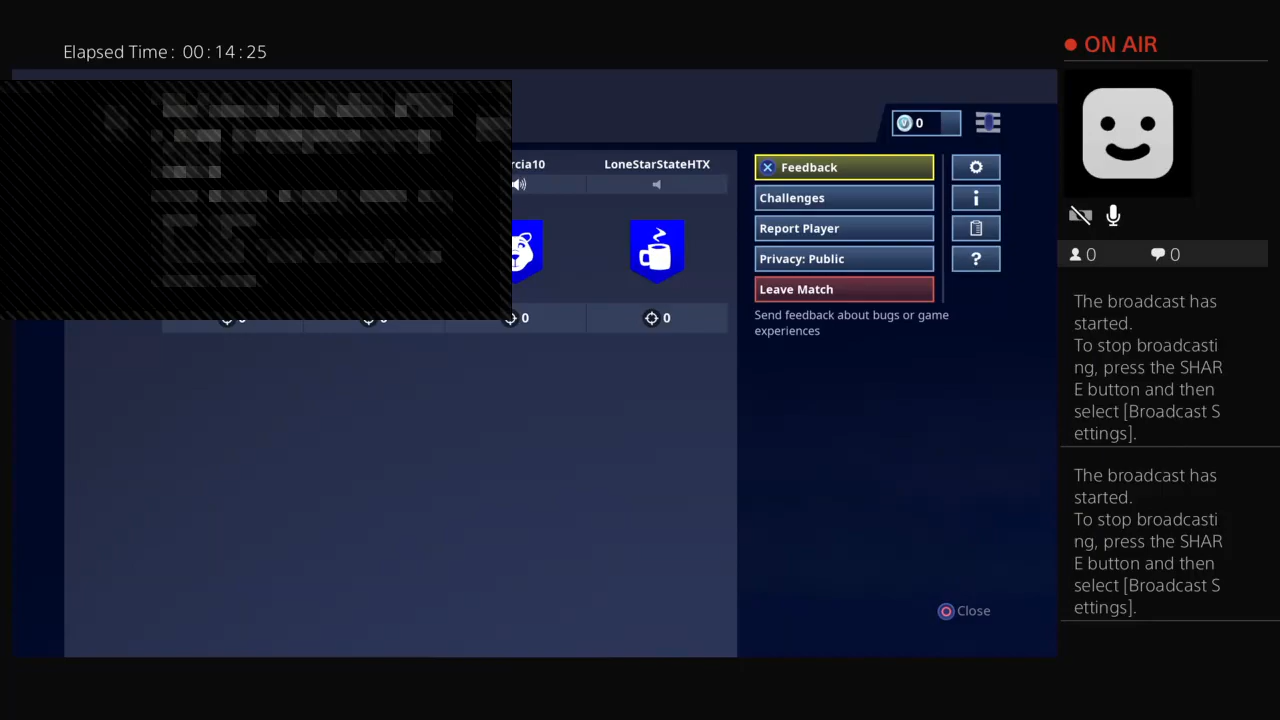 Elapsed Time: 00:14:25
ON AIR
0
rcia10
LoneStarStateHTX
Feedback
Challenges
Report Player
Privacy: Public
Leave Match
Send feedback about bugs or game
experiences
0
0
Close
0
0
The broadcast has
started.
To stop broadcasti
ng, press the SHAR
E button and then
select [Broadcast S
ettings].
The broadcast has
started.
To stop broadcasti
ng, press the SHAR
E button and then
select [Broadcast S
ettings].